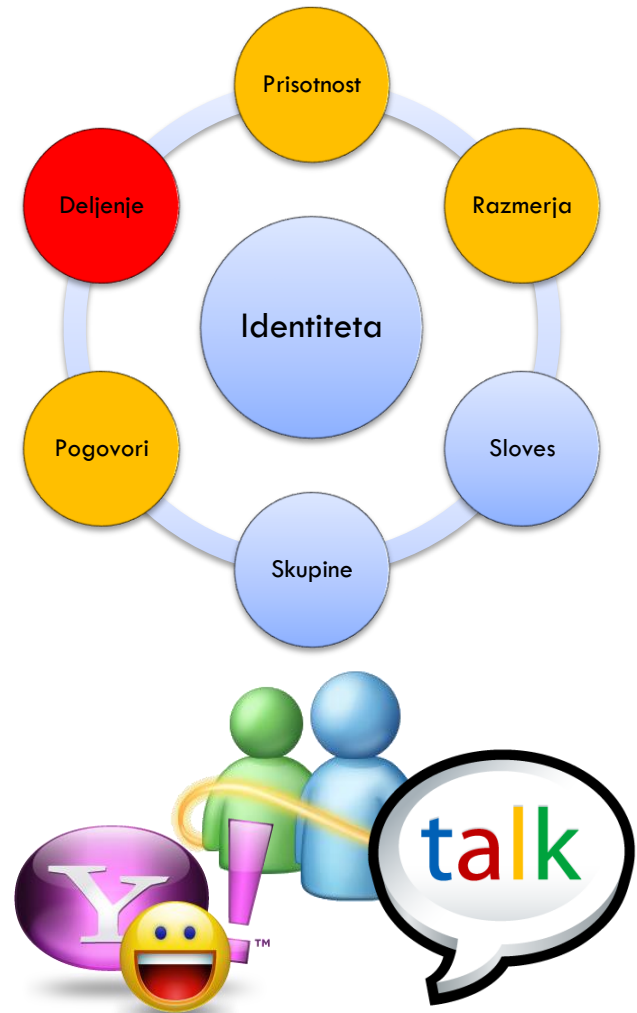 Prisotnost
Deljenje
Razmerja
Identiteta
Pogovori
Sloves
Skupine
talk
Y!
TM